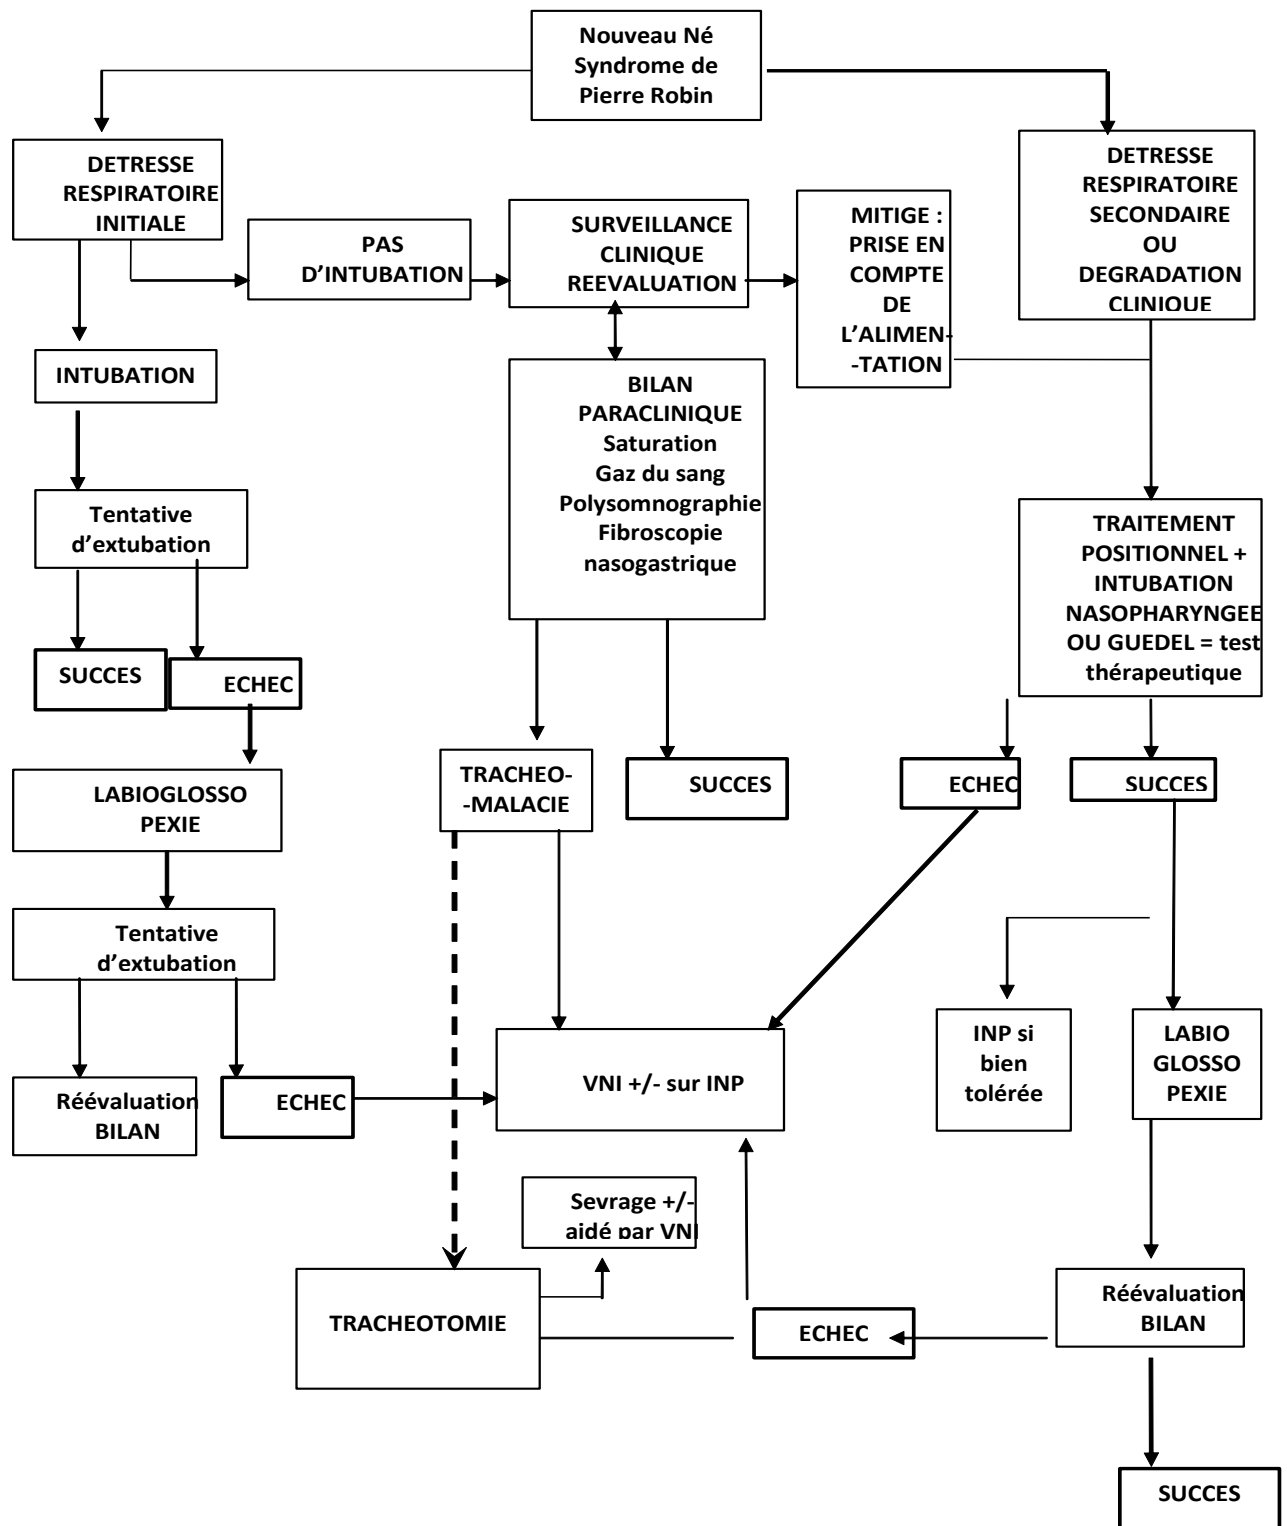 Nouveau Né
Syndrome de
Pierre Robin
DETRESSE
RESPIRATOIRE
INITIALE
PAS
D'INTUBATION
SURVEILLANCE
CLINIQUE
REEVALUATION
MITIGE :
PRISE EN
COMPTE
DE
L'ALIMEN-
-TATION
DETRESSE
RESPIRATOIRE
SECONDAIRE
OU
DEGRADATION
CLINIQUE
INTUBATION
BILAN
PARACLINIQUE
Saturation
Gaz du sang
Polysomnographie
Fibroscopie
nasogastrique
Tentative
d'extubation
TRAITEMENT
POSITIONNEL +
INTUBATION
NASOPHARYNGEE
OU GUEDEL = test
thérapeutique
SUCCES
ECHEC
TRACHEO-
-MALACIE
SUCCES
ECHEC
SUCCES
LABIOGLOSSO
PEXIE
Tentative
d'extubation
Réévaluation
BILAN
ECHEC
VNI +/- sur INP
INP si
bien
tolérée
LABIO
GLOSSO
PEXIE
Sevrage +/-
aidé par VNI
TRACHEOTOMIE
ECHEC
Réévaluation
BILAN
SUCCES